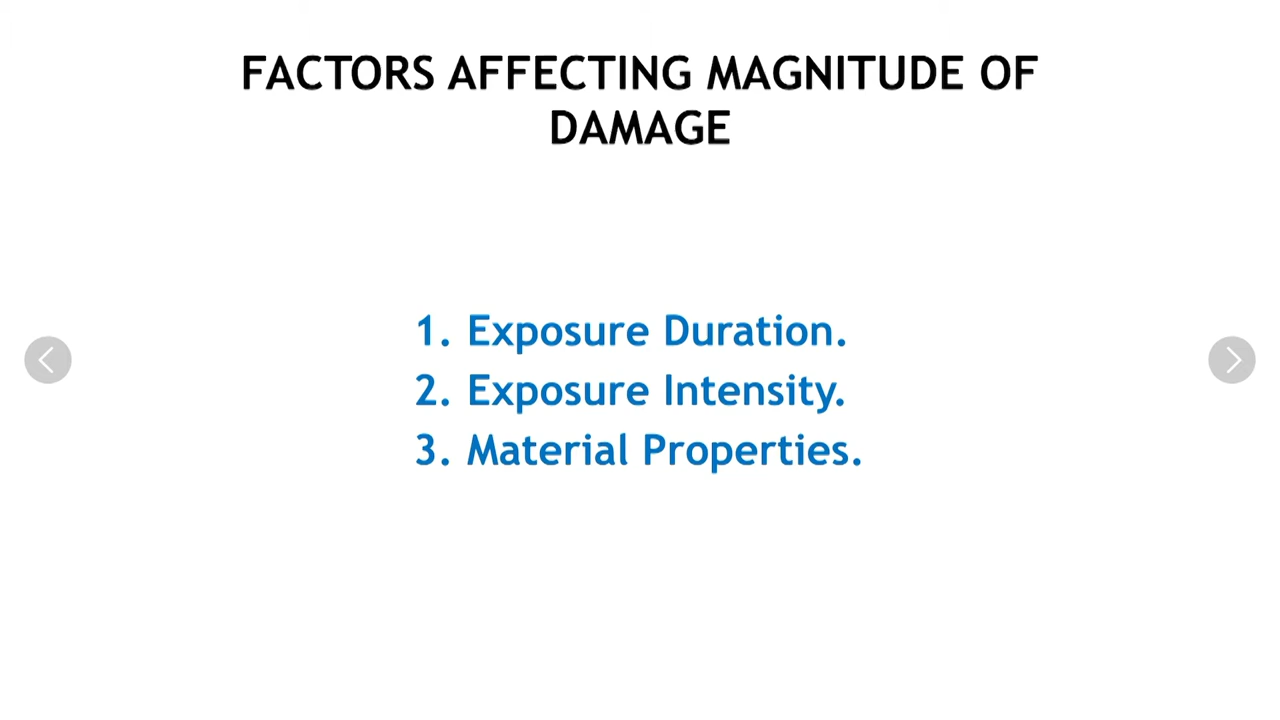 FACTORS AFFECTING MAGNITUDE OF
DAMAGE
1. Exposure Duration.
2. Exposure Intensity.
3. Material Properties.